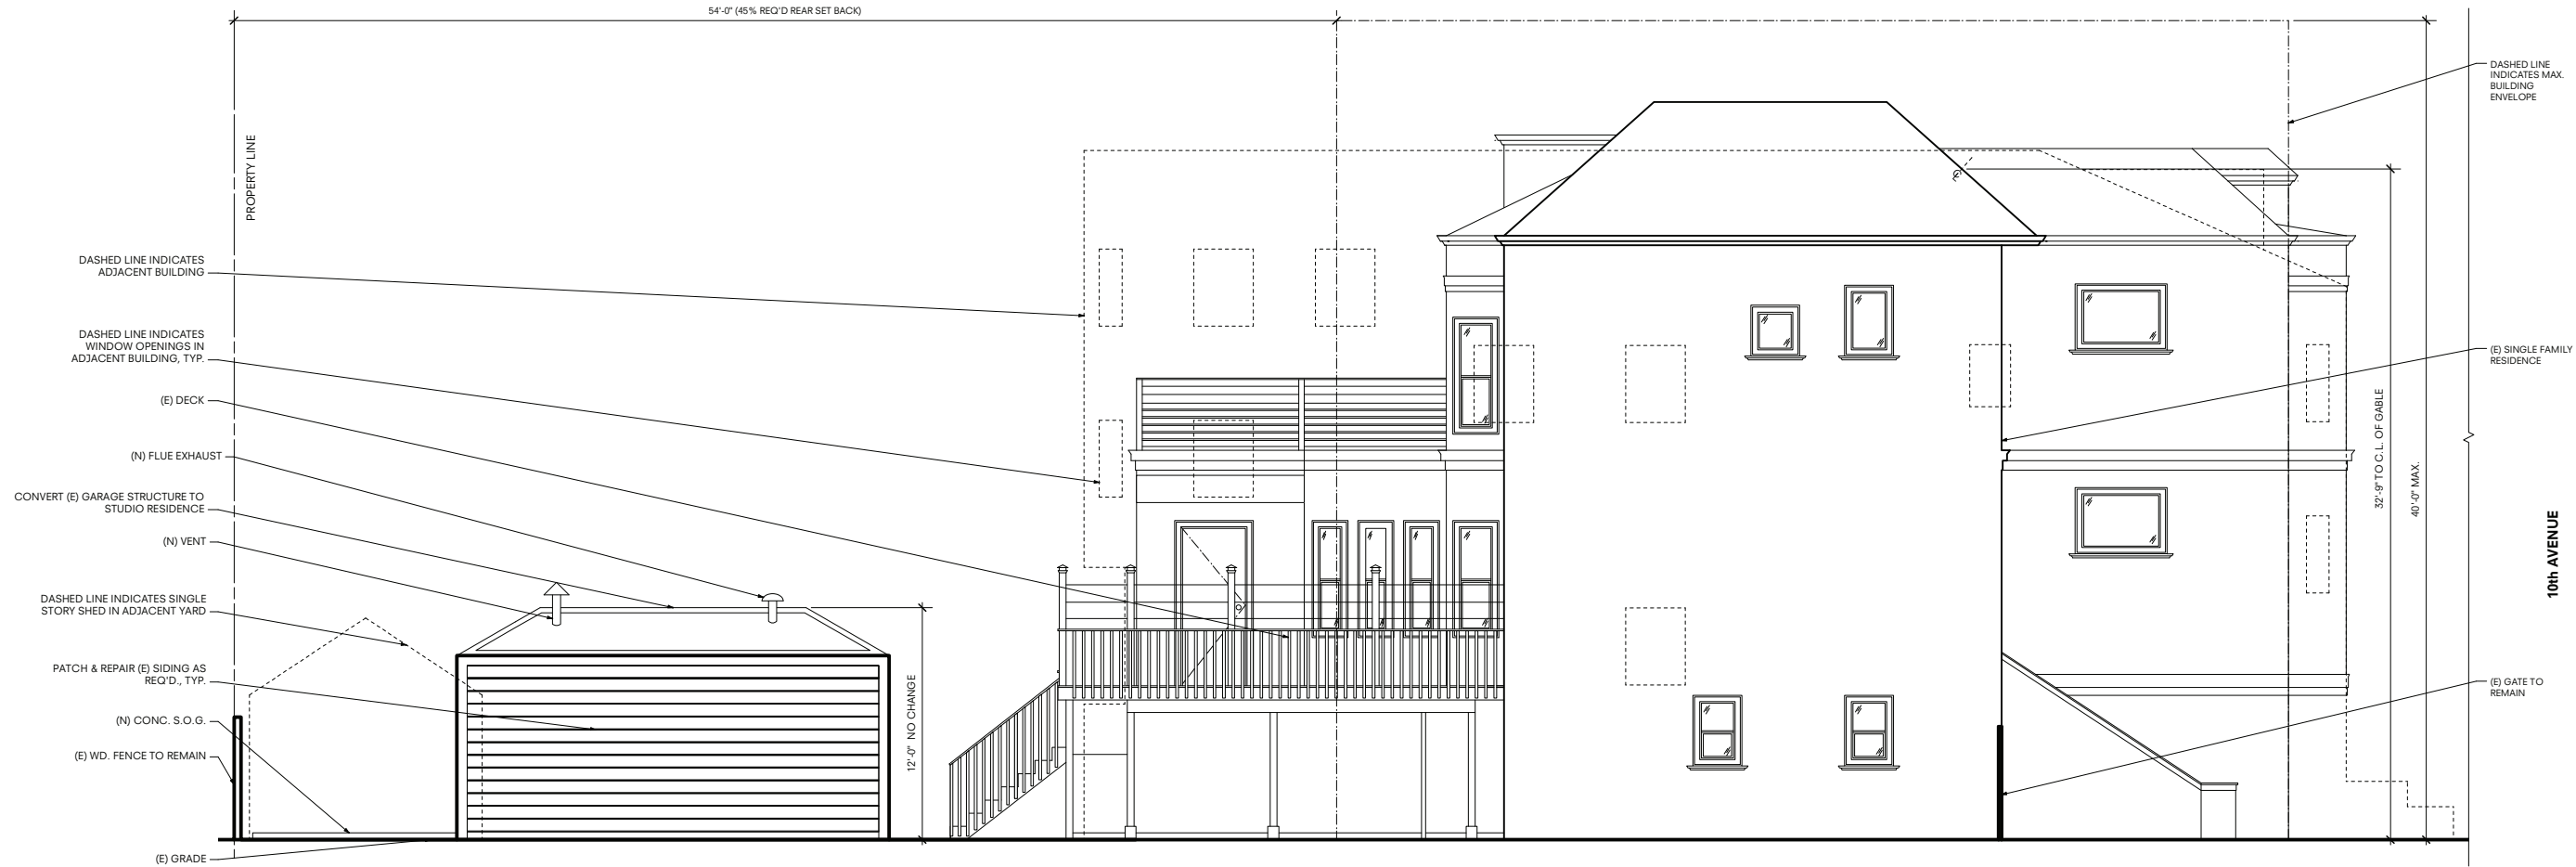 54'-0" (45% REQ'D REAR SET BACK)
PROPERTY LINE
DASHED LINE INDICATES
ADJACENT BUILDING
DASHED LINE INDICATES
WINDOW OPENINGS IN
ADJACENT BUILDING, TYP.
(E) DECK
(N) FLUE EXHAUST
CONVERT (E) GARAGE STRUCTURE TO
STUDIO RESIDENCE
(N) VENT
DASHED LINE INDICATES SINGLE
STORY SHED IN ADJACENT YARD
PATCH & REPAIR (E) SIDING AS
REQ'D., TYP.
(N) CONC. S.O.G.
(E) WD. FENCE TO REMAIN
(E) GRADE
12'-0" NO CHANGE
DASHED LINE
INDICATES MAX.
BUILDING
ENVELOPE
(E) SINGLE FAMILY
RESIDENCE
32'-9" TO C.L. OF GABLE
40'-0" MAX.
10th AVENUE
(E) GATE TO
REMAIN